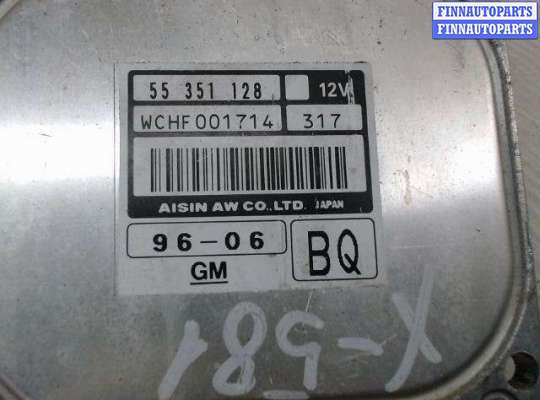 FINNAUTOPARTS
FINNAUTOPARTS
55 351 128 12V
WCHF001714 317
AISIN AW CO.,LTD. JAPAN
96-06
GM
BQ
X-581